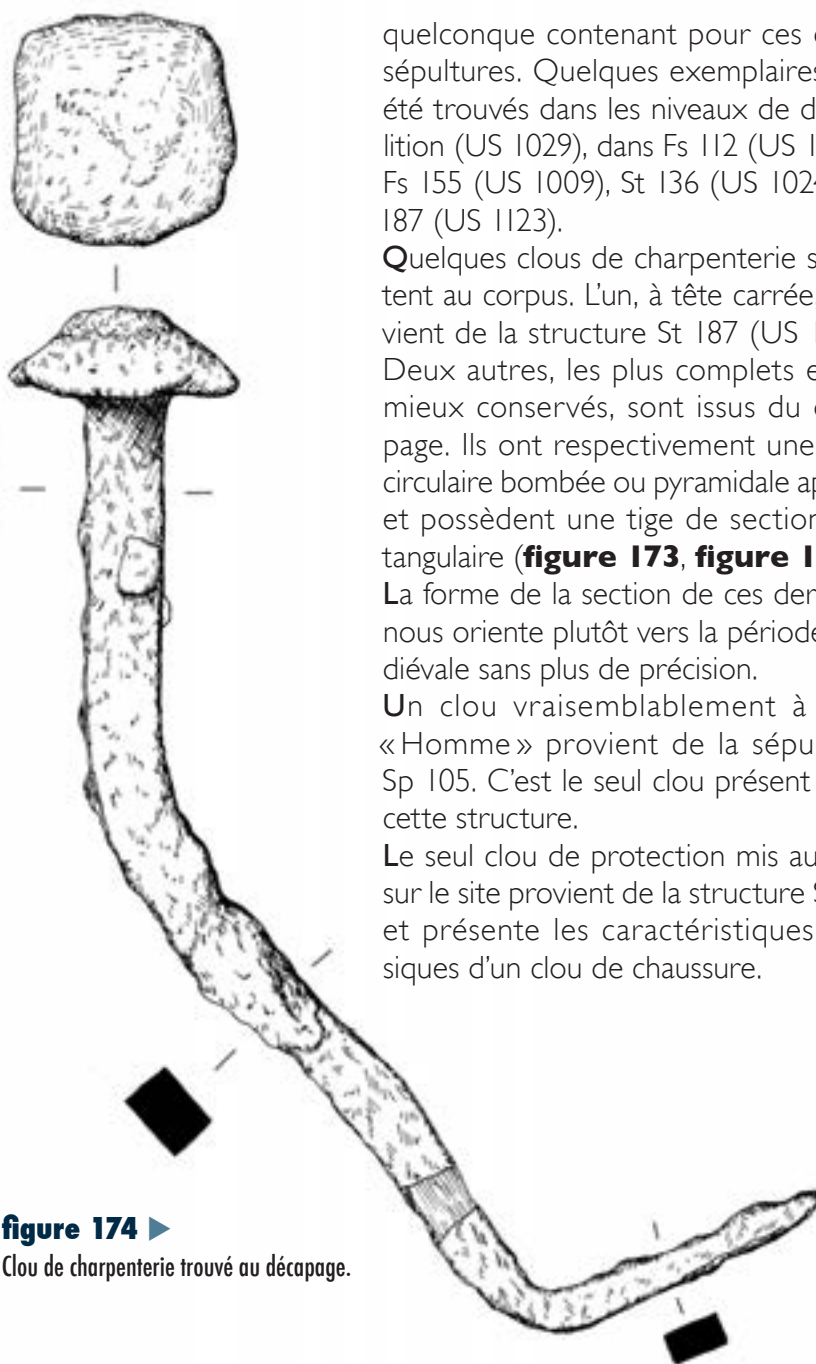 quelconque contenant pour ces
sépultures. Quelques exemplaires
été trouvés dans les niveaux de d
lition (US 1029), dans Fs 112 (US 1
Fs 155 (US 1009), St 136 (US 1024
187 (US 1123).
Quelques clous de charpenterie s
tent au corpus. L'un, à tête carrée,
vient de la structure St 187 (US 1
Deux autres, les plus complets e
mieux conservés, sont issus du
page. Ils ont respectivement une
circulaire bombée ou pyramidale ap
et possèdent une tige de section
tangulaire (figure 173, figure 1
La forme de la section de ces der
nous oriente plutôt vers la période
diévale sans plus de précision.
Un clou vraisemblablement à
« Homme » provient de la sépu
Sp 105. C'est le seul clou présent
cette structure.
Le seul clou de protection mis au
sur le site provient de la structure S
et présente les caractéristiques
siques d'un clou de chaussure.
figure 174
Clou de charpenterie trouvé au décapage.